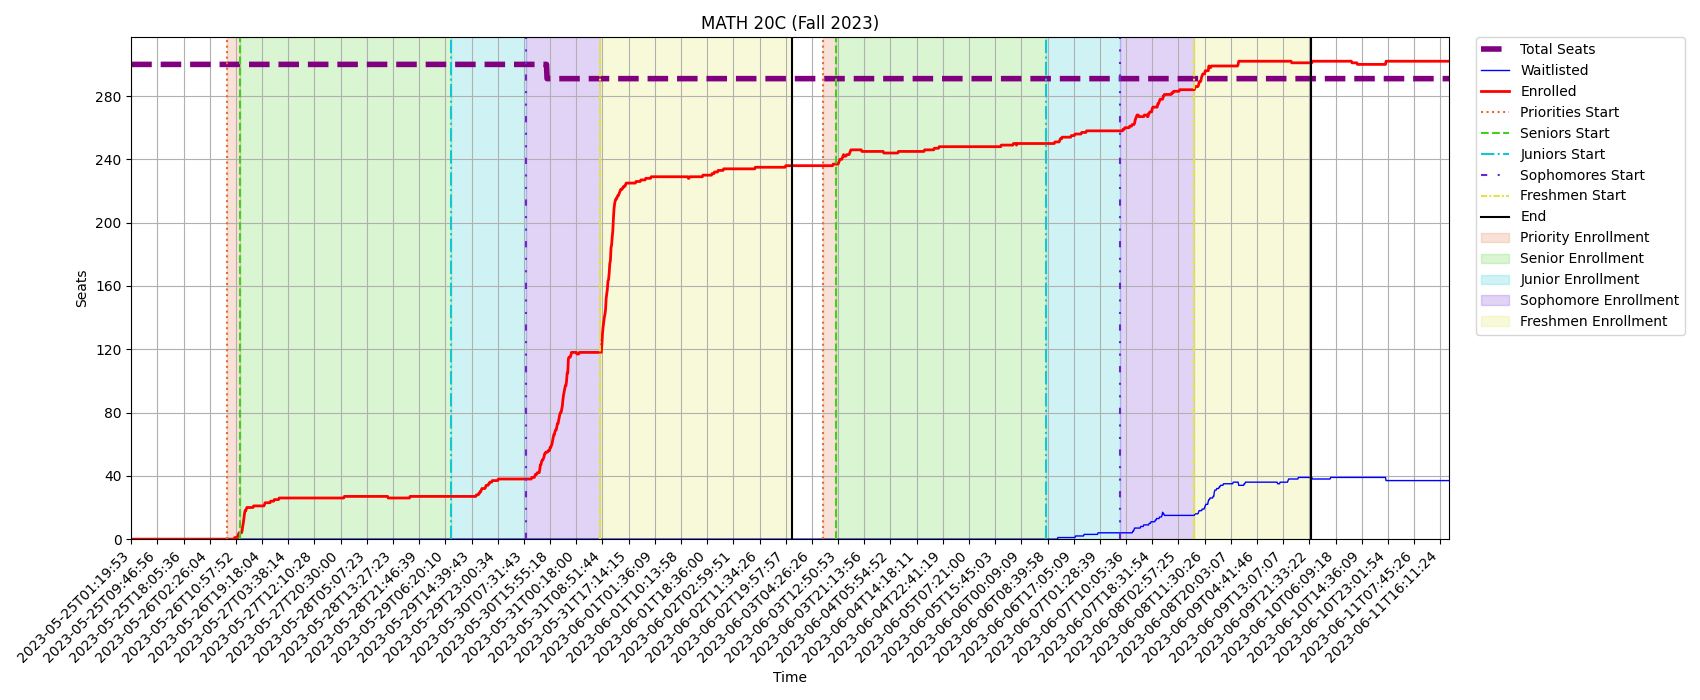 MATH 20C (Fall 2023)
Seats
280
240
200
160
120
80
40
0
2023-05-25T01:19:53
2023-05-25T09:46:56
2023-05-25T18:05:36
2023-05-26T02:26:04
2023-05-26T10:57:52
2023-05-26T19:18:04
2023-05-27T03:38:14
2023-05-27T12:10:28
2023-05-27T20:30:00
2023-05-28T05:07:23
2023-05-28T13:27:23
2023-05-28T21:46:39
2023-05-29T06:20:10
2023-05-29T14:39:43
2023-05-29T23:00:34
2023-05-30T07:31:43
2023-05-30T15:55:18
2023-05-31T00:18:00
2023-05-31T08:51:44
2023-05-31T17:14:15
2023-06-01T01:36:09
2023-06-01T10:13:58
2023-06-01T18:36:00
2023-06-02T02:59:51
2023-06-02T11:34:26
2023-06-02T19:57:57
2023-06-03T04:26:26
2023-06-03T12:50:53
2023-06-03T21:13:56
2023-06-04T05:54:52
2023-06-04T14:18:11
2023-06-04T22:41:19
2023-06-05T07:21:00
2023-06-05T15:45:03
2023-06-06T00:09:09
2023-06-06T08:39:58
2023-06-06T17:05:09
2023-06-07T01:28:39
2023-06-07T10:05:36
2023-06-07T18:31:54
2023-06-08T02:57:25
2023-06-08T11:30:26
2023-06-08T20:03:07
2023-06-09T04:41:46
2023-06-09T13:07:07
2023-06-09T21:33:22
2023-06-10T06:09:18
2023-06-10T14:36:09
2023-06-10T23:01:54
2023-06-11T07:45:26
2023-06-11T16:11:24
Time
Total Seats
Waitlisted
Enrolled
Priorities Start
Seniors Start
Juniors Start
Sophomores Start
Freshmen Start
End
Priority Enrollment
Senior Enrollment
Junior Enrollment
Sophomore Enrollment
Freshmen Enrollment